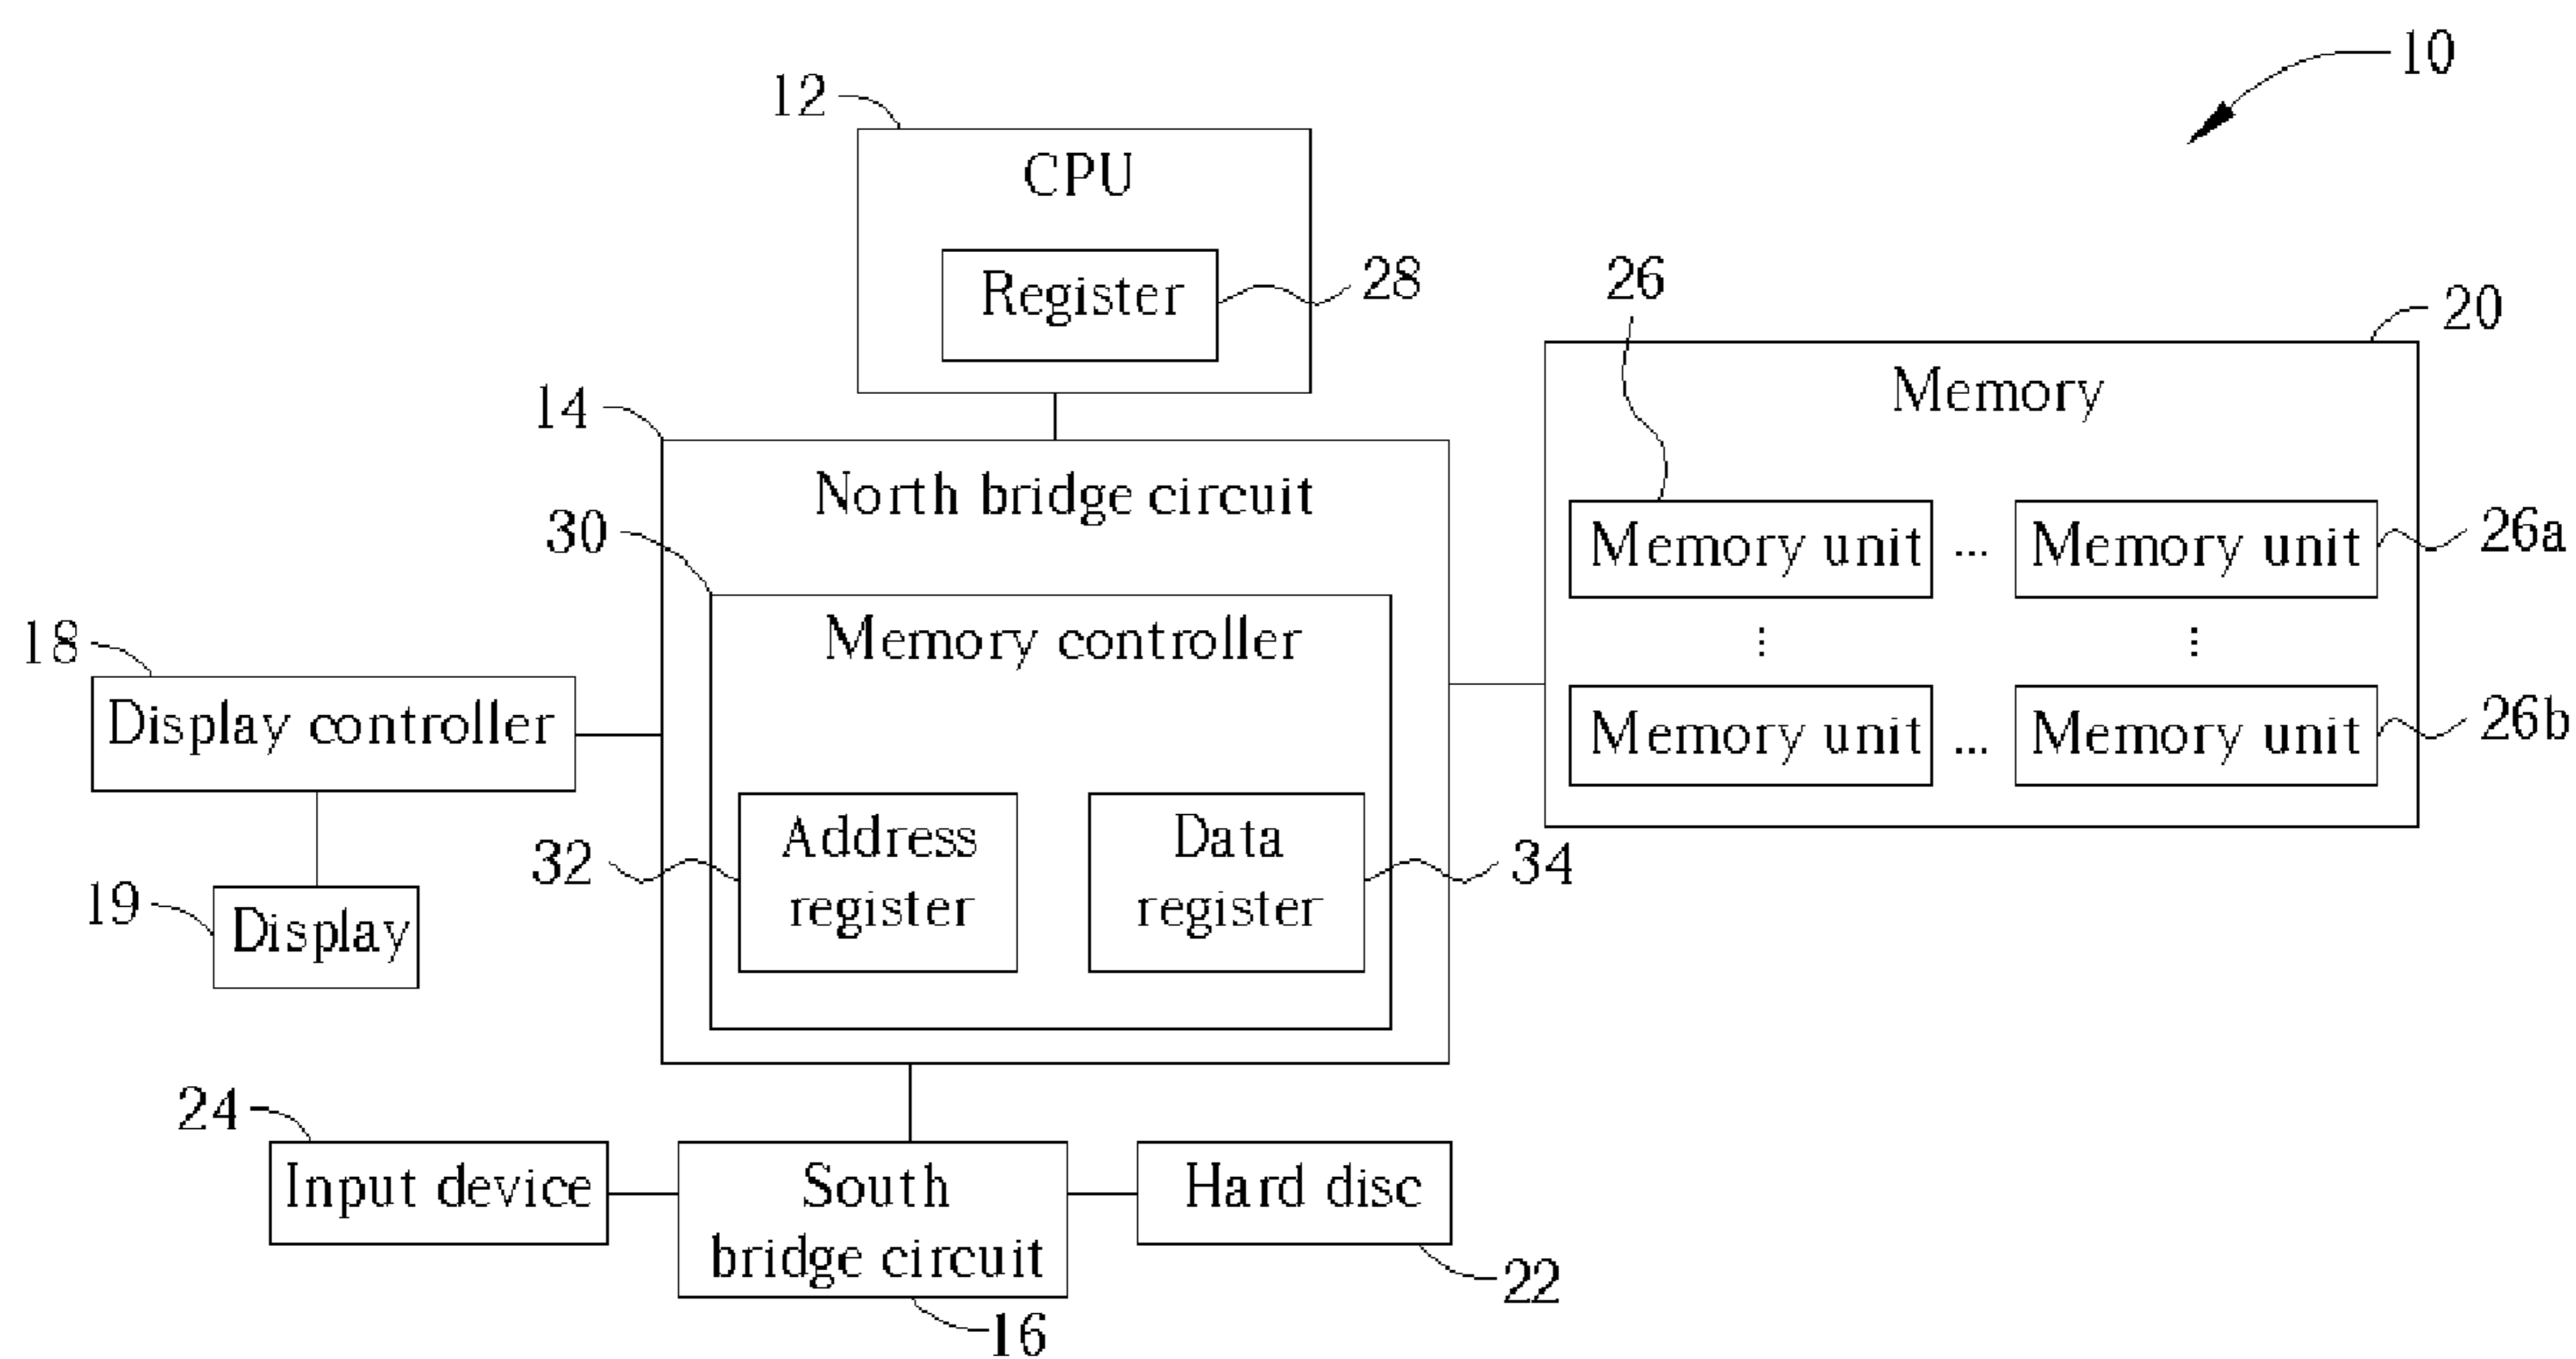 10
12
CPU
Register
28
26
20
Memory
14
North bridge circuit
30
Memory unit ... Memory unit
26a
Memory controller
⋮ ⋮
18
Display controller
Memory unit ... Memory unit
26b
Address
register
32
Data
register
34
19
Display
24
Input device
South
bridge circuit
Hard disc
22
16